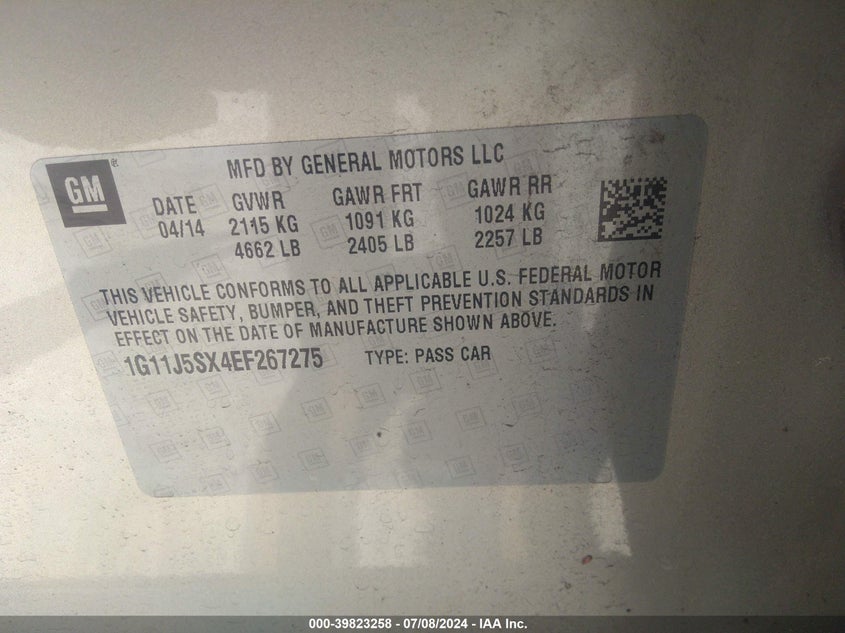 MFD BY GENERAL MOTORS LLC
GM
DATE GVWR GAWR FRT GAWR RR
04/14 2115 KG 1091 KG 1024 KG
4662 LB 2405 LB 2257 LB
THIS VEHICLE CONFORMS TO ALL APPLICABLE U.S. FEDERAL MOTOR
VEHICLE SAFETY, BUMPER, AND THEFT PREVENTION STANDARDS IN
EFFECT ON THE DATE OF MANUFACTURE SHOWN ABOVE.
1G11J5SX4EF267275 TYPE: PASS CAR
000-39823258 - 07/08/2024 - IAA Inc.